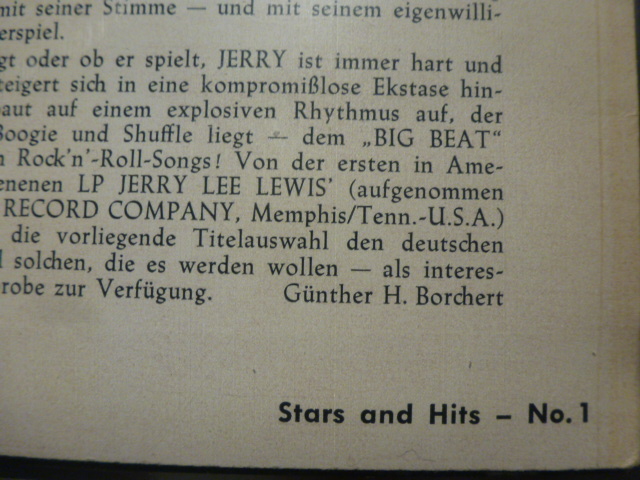 mit seiner Stimme — und mit seinem eigenwilli-
erspiel.
gt oder ob er spielt, JERRY ist immer hart und
teigert sich in eine kompromißlose Ekstase hin-
baut auf einem explosiven Rhythmus auf, der
Boogie und Shuffle liegt — dem „BIG BEAT“
n Rock'n'-Roll-Songs! Von der ersten in Ame-
enenen LP JERRY LEE LEWIS' (aufgenommen
RECORD COMPANY, Memphis/Tenn.-U.S.A.)
die vorliegende Titelauswahl den deutschen
l solchen, die es werden wollen — als interes-
robe zur Verfügung. Günther H. Borchert
Stars and Hits – No. 1